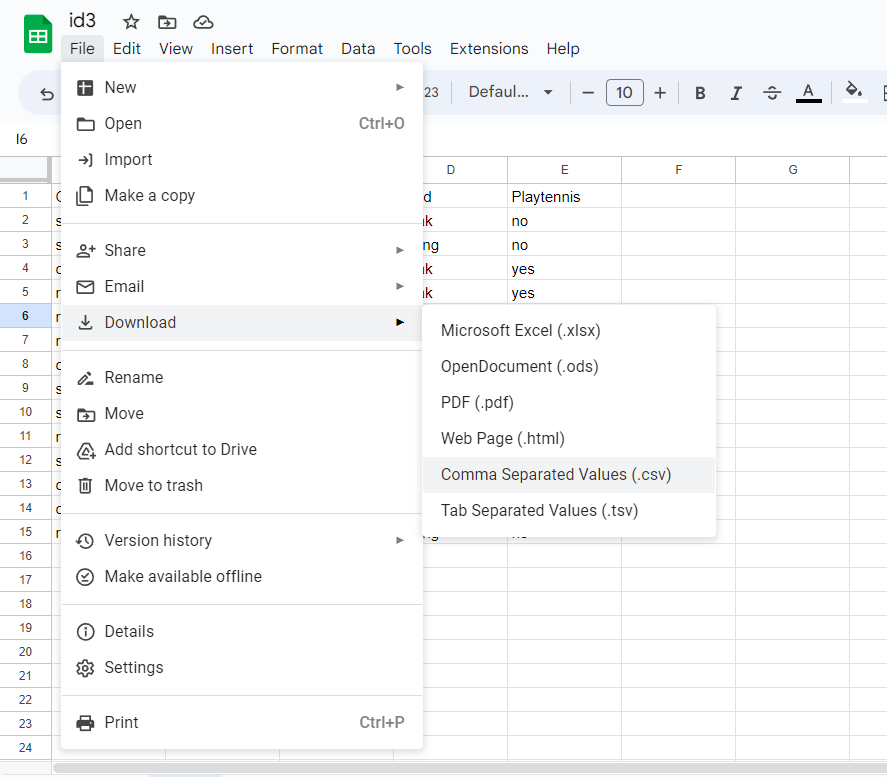 id3
File Edit View Insert Format Data Tools Extensions Help
23 Defaul... 10 B I A
I6
D E F G
1 Playtennis
2 no
3 no
4 yes
5 yes
6
7
8
9
10
11
12
13
14
15
16
17
18
19
20
21
22
23
24
New
Open Ctrl+O
Import
Make a copy
Share
Email
Download
Rename
Move
Add shortcut to Drive
Move to trash
Version history
Make available offline
Details
Settings
Print Ctrl+P
Microsoft Excel (.xlsx)
OpenDocument (.ods)
PDF (.pdf)
Web Page (.html)
Comma Separated Values (.csv)
Tab Separated Values (.tsv)